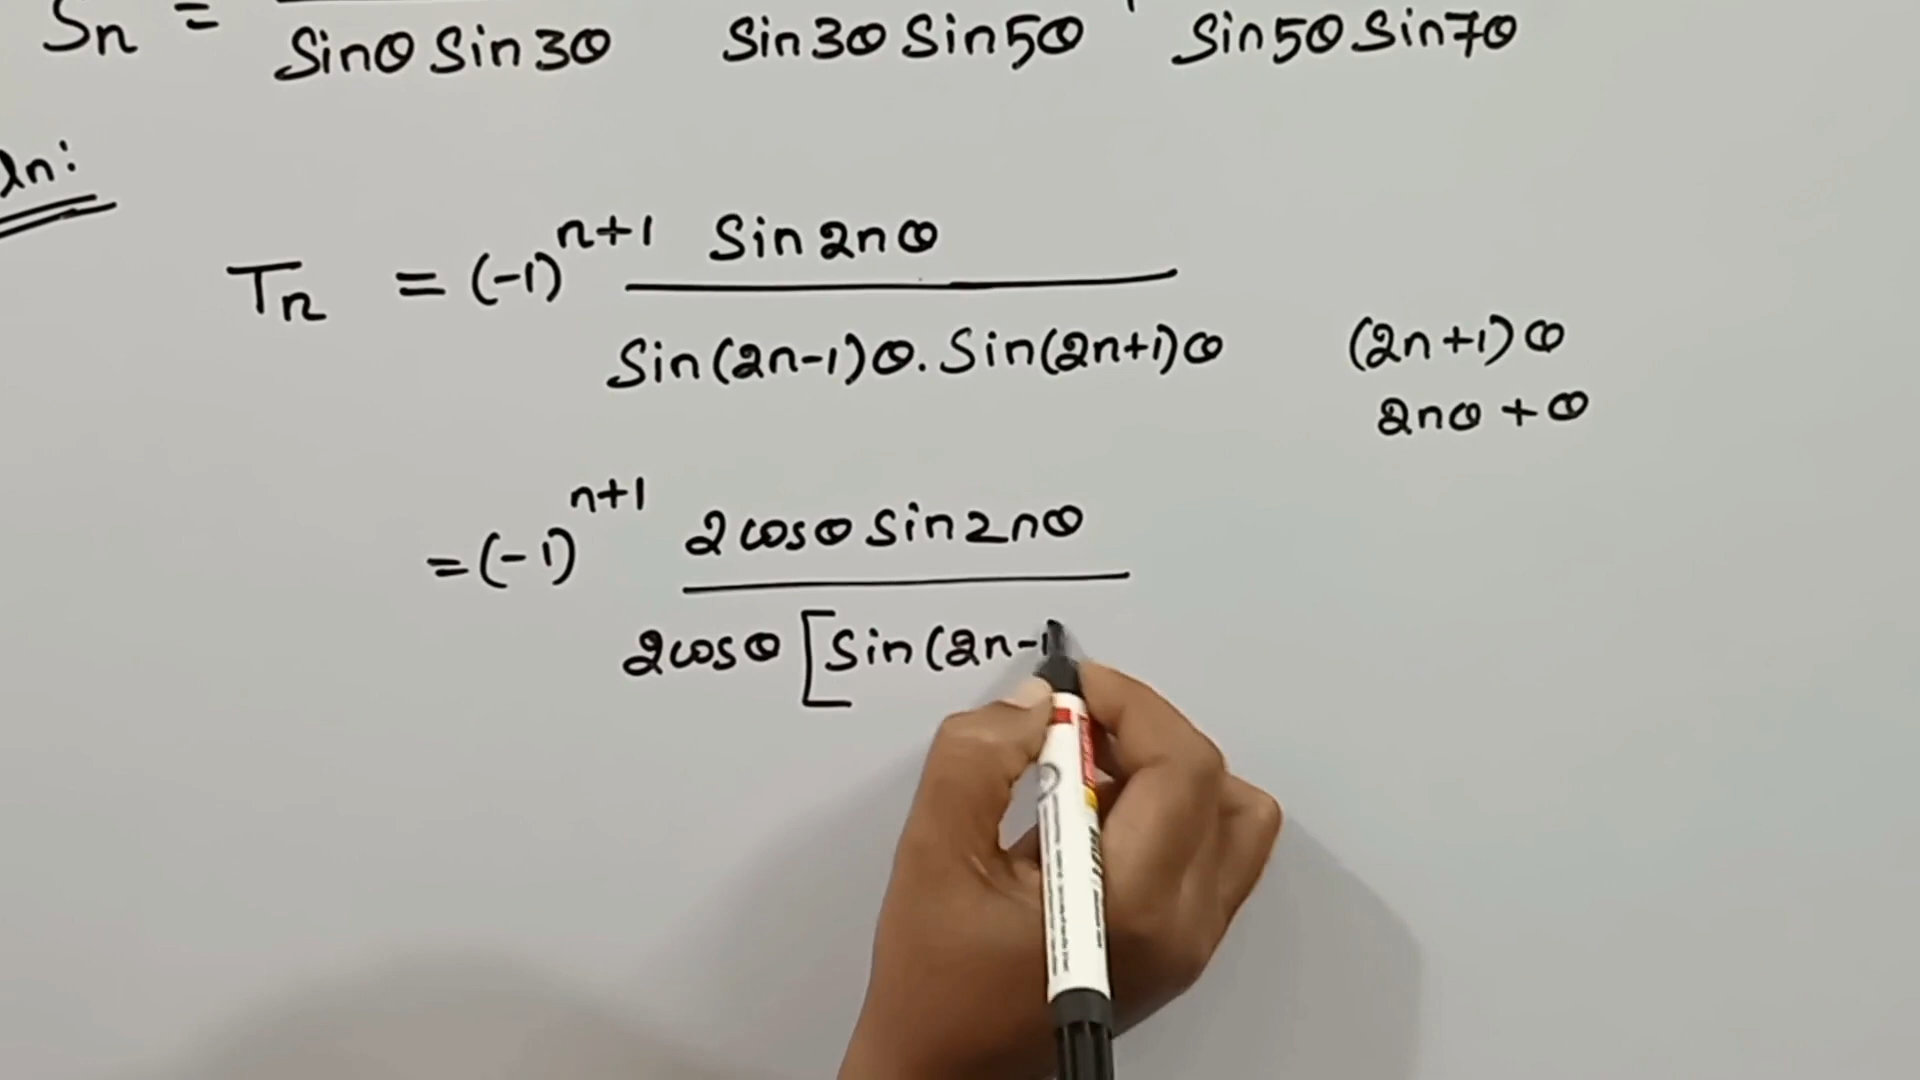 Sn =
Sinθ Sin3θ Sin3θ Sin5θ Sin5θ Sin7θ
ln:
Tn = (-1)^n+1 Sin2nθ
Sin(2n-1)θ. Sin(2n+1)θ
(2n+1)θ
2nθ + θ
= (-1)^n+1 2cosθ Sin2nθ
2cosθ [Sin(2n-1